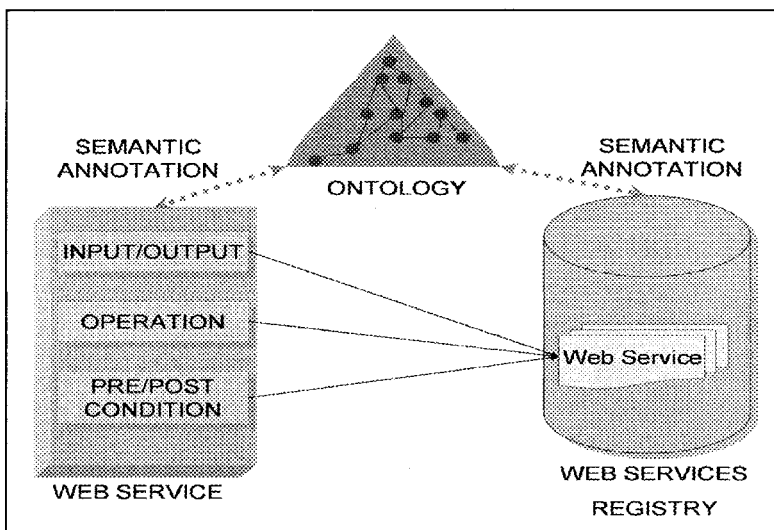 SEMANTIC
ANNOTATION
ONTOLOGY
SEMANTIC
ANNOTATION
INPUT/OUTPUT
OPERATION
PRE/POST
CONDITION
WEB SERVICE
Web Service
WEB SERVICES
REGISTRY